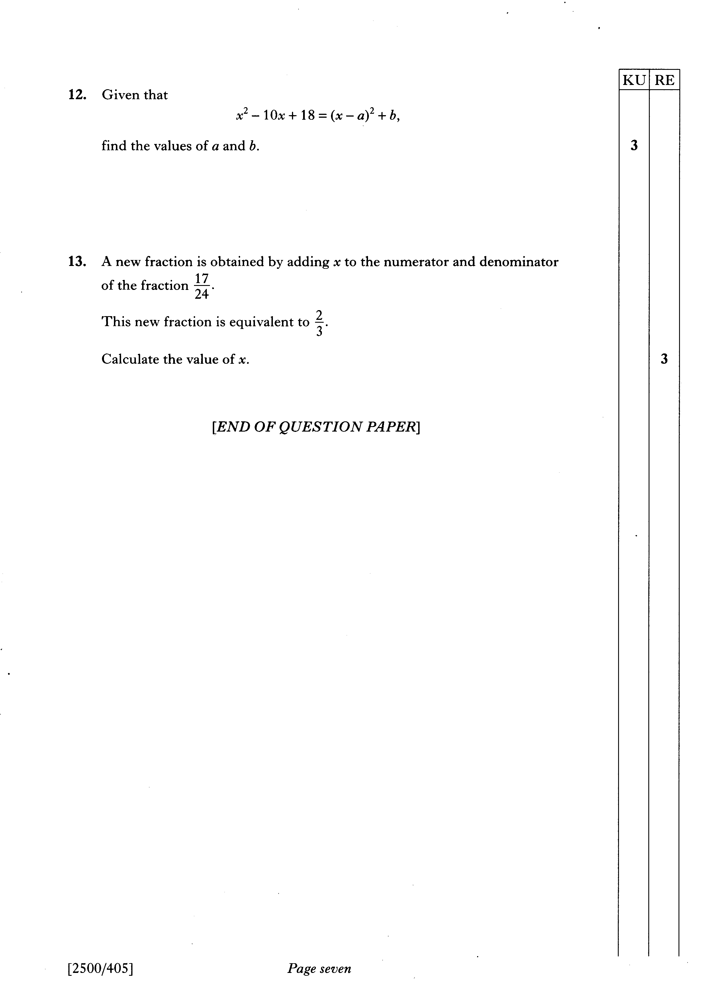 KU RE
12. Given that
x² – 10x + 18 = (x – a)² + b,
find the values of a and b.
3
13. A new fraction is obtained by adding x to the numerator and denominator
of the fraction 17/24.
This new fraction is equivalent to 2/3.
Calculate the value of x.
3
[END OF QUESTION PAPER]
[2500/405]
Page seven